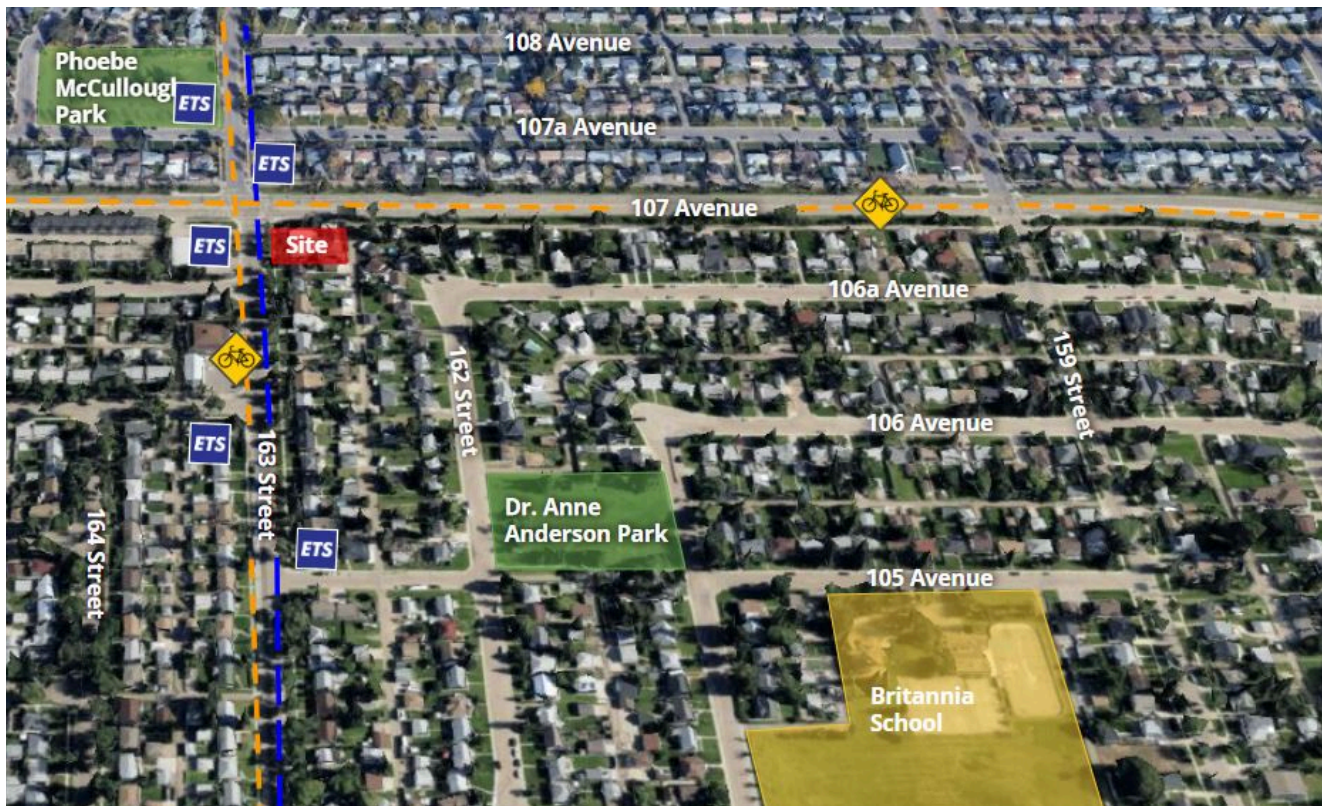 108 Avenue
Phoebe
McCullough
Park
ETS
107a Avenue
ETS
107 Avenue
ETS
Site
106a Avenue
159 Street
162 Street
106 Avenue
ETS
163 Street
164 Street
Dr. Anne
Anderson Park
ETS
105 Avenue
Britannia
School